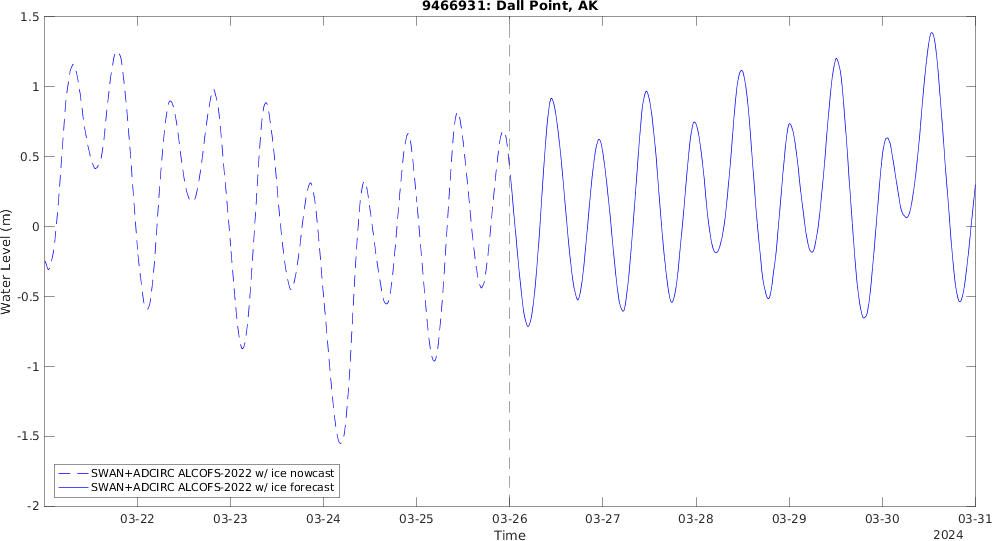 9466931: Dall Point, AK
Water Level (m)
1.5
1
0.5
0
-0.5
-1
-1.5
-2
SWAN+ADCIRC ALCOFS-2022 w/ ice nowcast
SWAN+ADCIRC ALCOFS-2022 w/ ice forecast
03-22 03-23 03-24 03-25 03-26 03-27 03-28 03-29 03-30 03-31
Time
2024